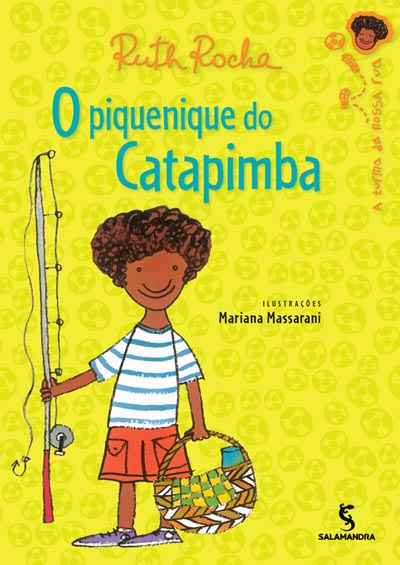 Ruth Rocha
A turma da nossa rua
O piquenique do
Catapimba
ILUSTRAÇÕES
Mariana Massarani
SALAMANDRA